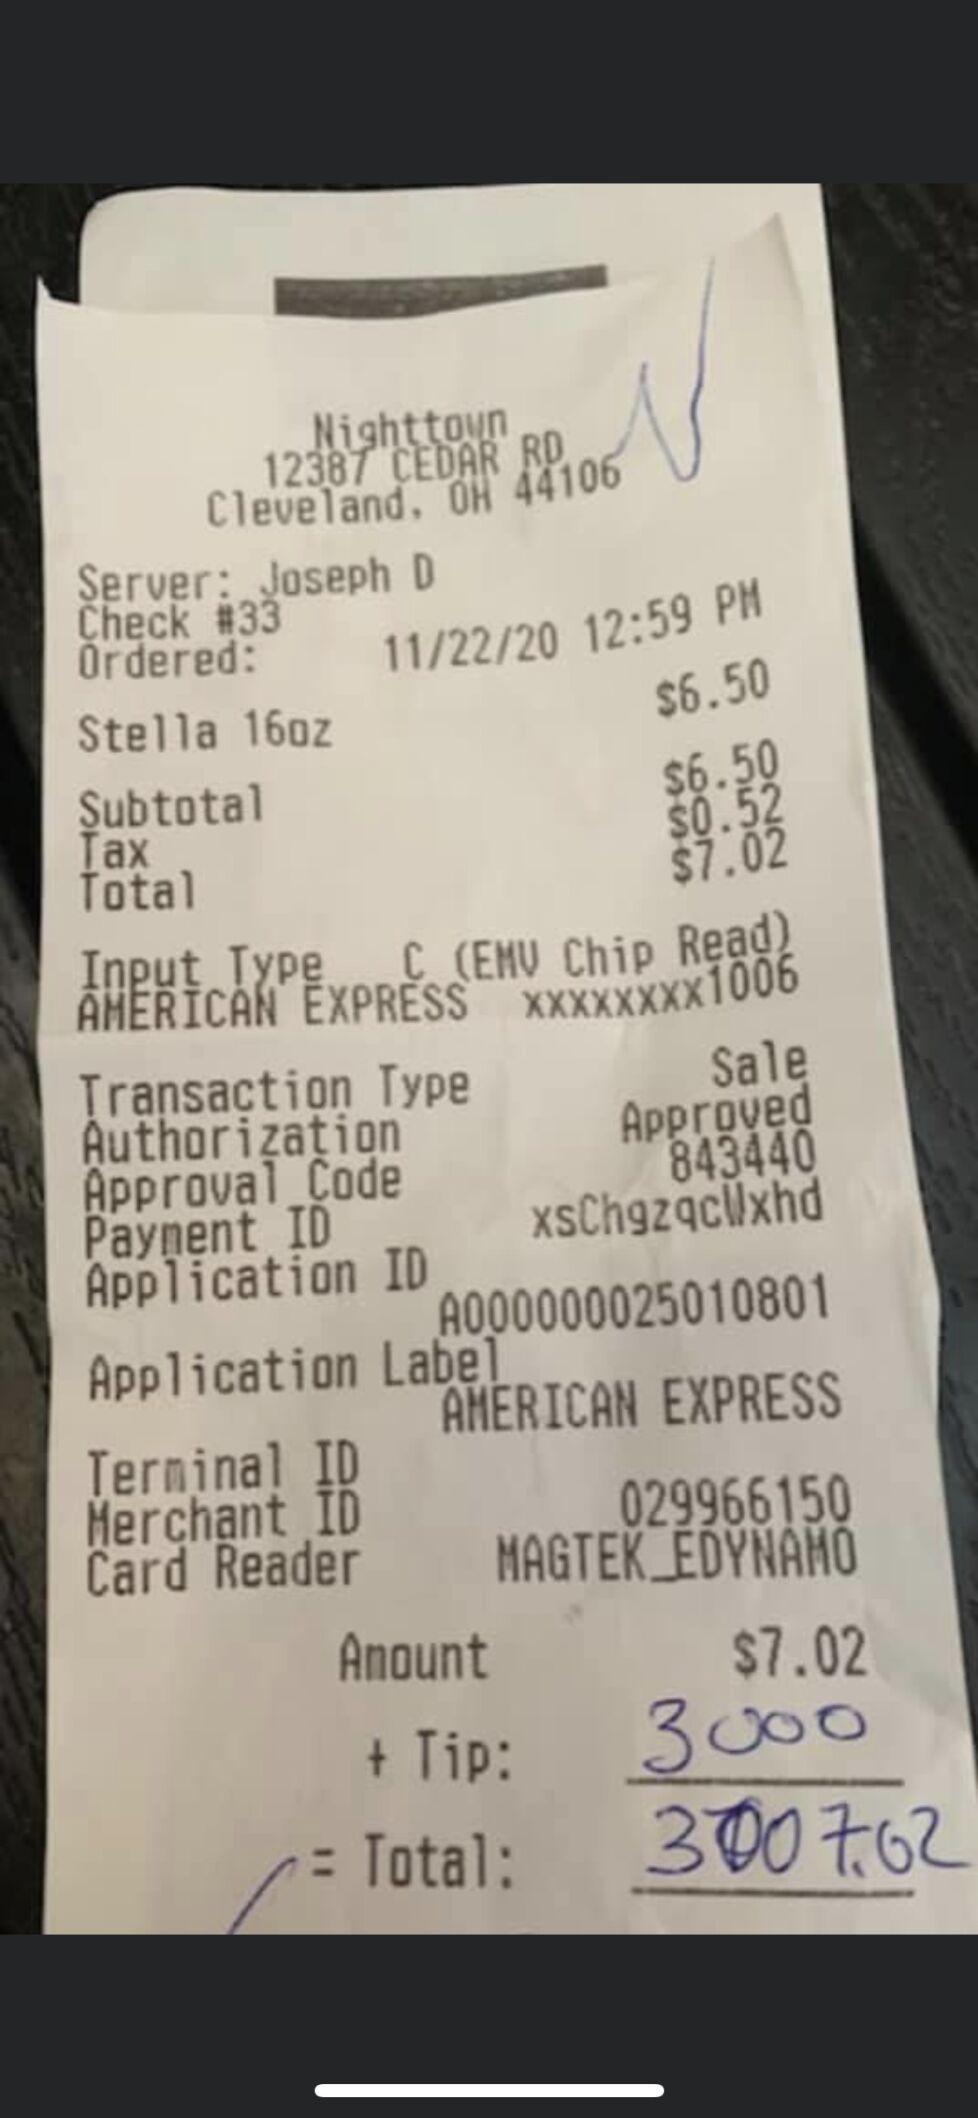 Nighttown
12387 CEDAR RD
Cleveland, OH 44106
Server: Joseph D
Check #33
Ordered: 11/22/20 12:59 PM
Stella 16oz $6.50
Subtotal $6.50
Tax $0.52
Total $7.02
Input Type C (EMV Chip Read)
AMERICAN EXPRESS xxxxxxxx1006
Transaction Type Sale
Authorization Approved
Approval Code 843440
Payment ID xsChgzqcWxhd
Application ID
A000000025010801
Application Label
AMERICAN EXPRESS
Terminal ID
Merchant ID 029966150
Card Reader MAGTEK_EDYNAMO
Amount $7.02
+ Tip: 3000
= Total: 3007.02